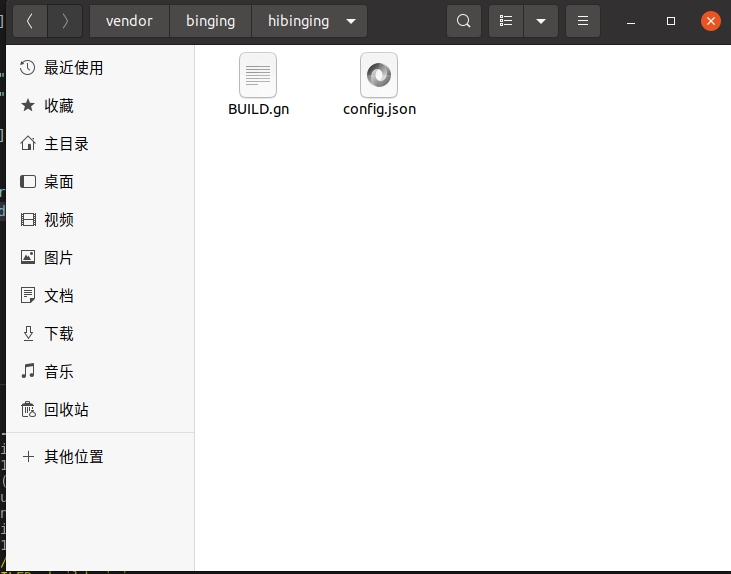 vendor binging hibinging
最近使用
收藏
主目录
桌面
视频
图片
文档
下载
音乐
回收站
其他位置
BUILD.gn config.json